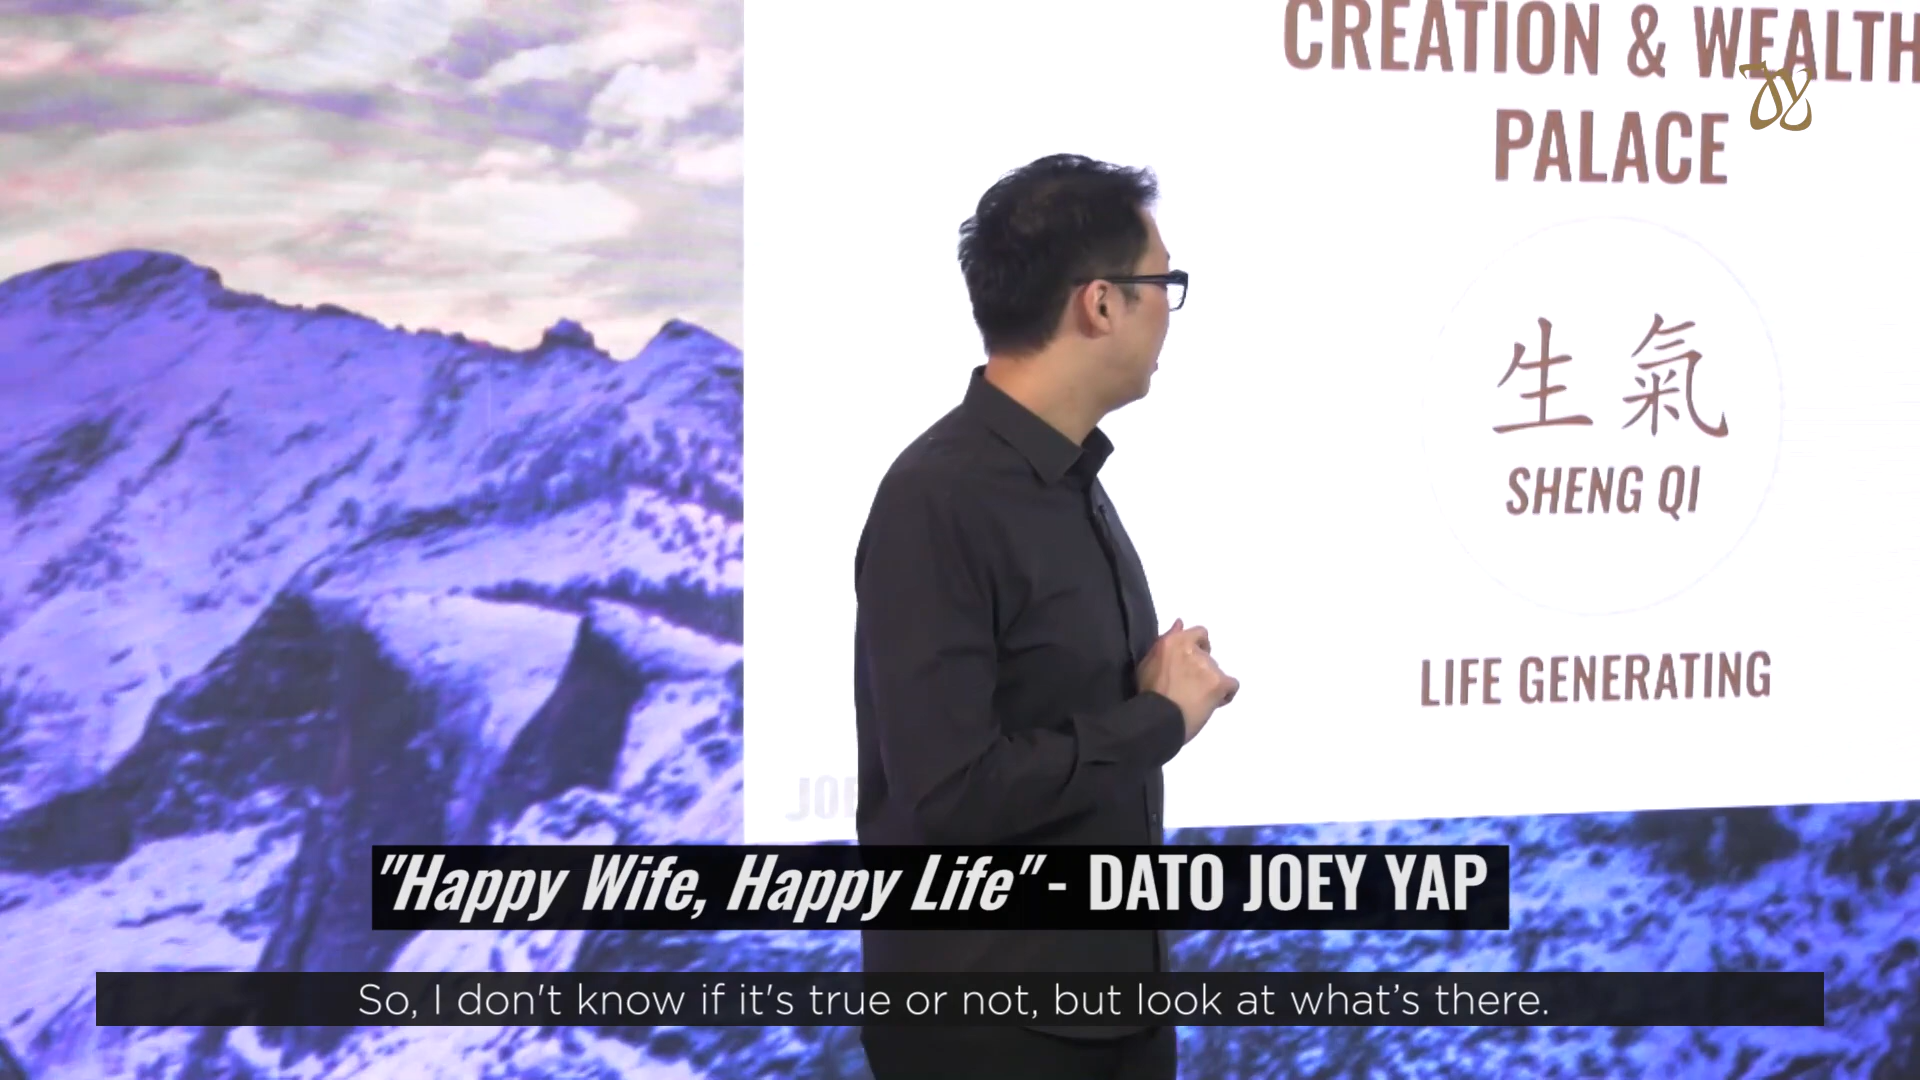 CREATION & WEALTH
PALACE
生氣
SHENG QI
LIFE GENERATING
"Happy Wife, Happy Life" - DATO JOEY YAP
So, I don't know if it's true or not, but look at what’s there.